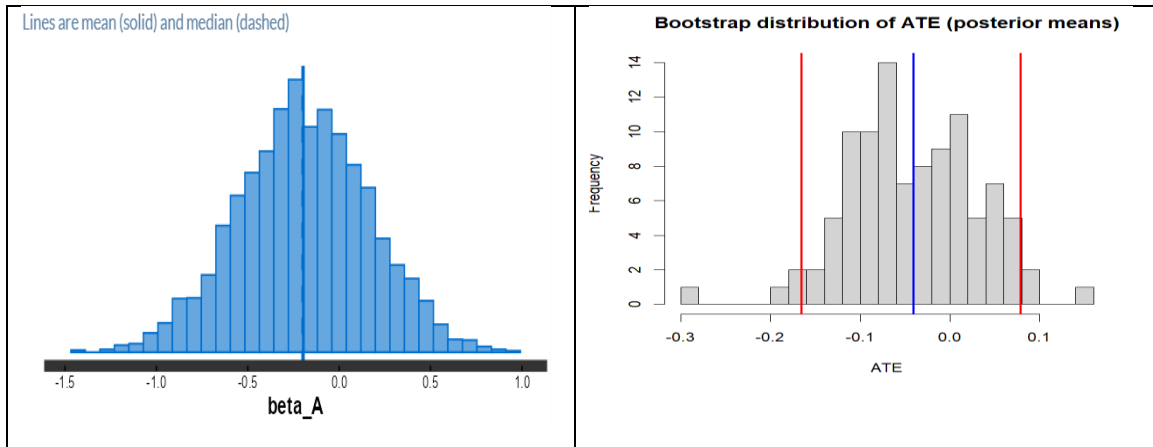 Lines are mean (solid) and median (dashed)
-1.5 -1.0 -0.5 0.0 0.5 1.0
beta_A
Bootstrap distribution of ATE (posterior means)
14
12
10
8
6
4
2
0
Frequency
-0.3 -0.2 -0.1 0.0 0.1
ATE